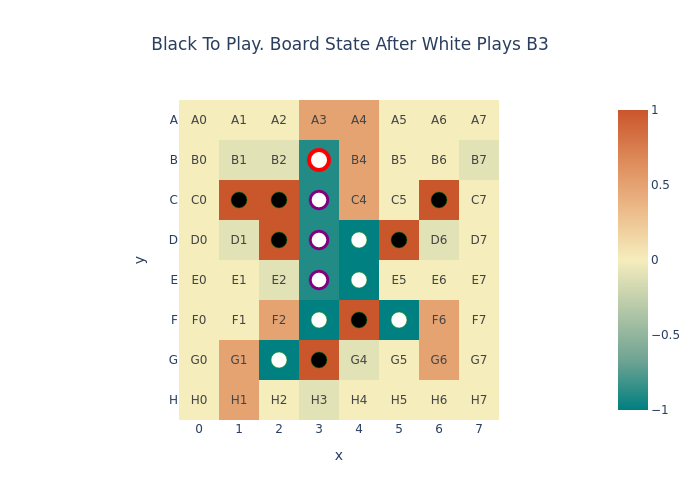 Black To Play. Board State After White Plays B3
A A0 A1 A2 A3 A4 A5 A6 A7
B B0 B1 B2 B4 B5 B6 B7
C C0 C4 C5 C7
D D0 D1 D6 D7
E E0 E1 E2 E5 E6 E7
F F0 F1 F2 F6 F7
G G0 G1 G4 G5 G6 G7
H H0 H1 H2 H3 H4 H5 H6 H7
0 1 2 3 4 5 6 7
x
y
1
0.5
0
−0.5
−1